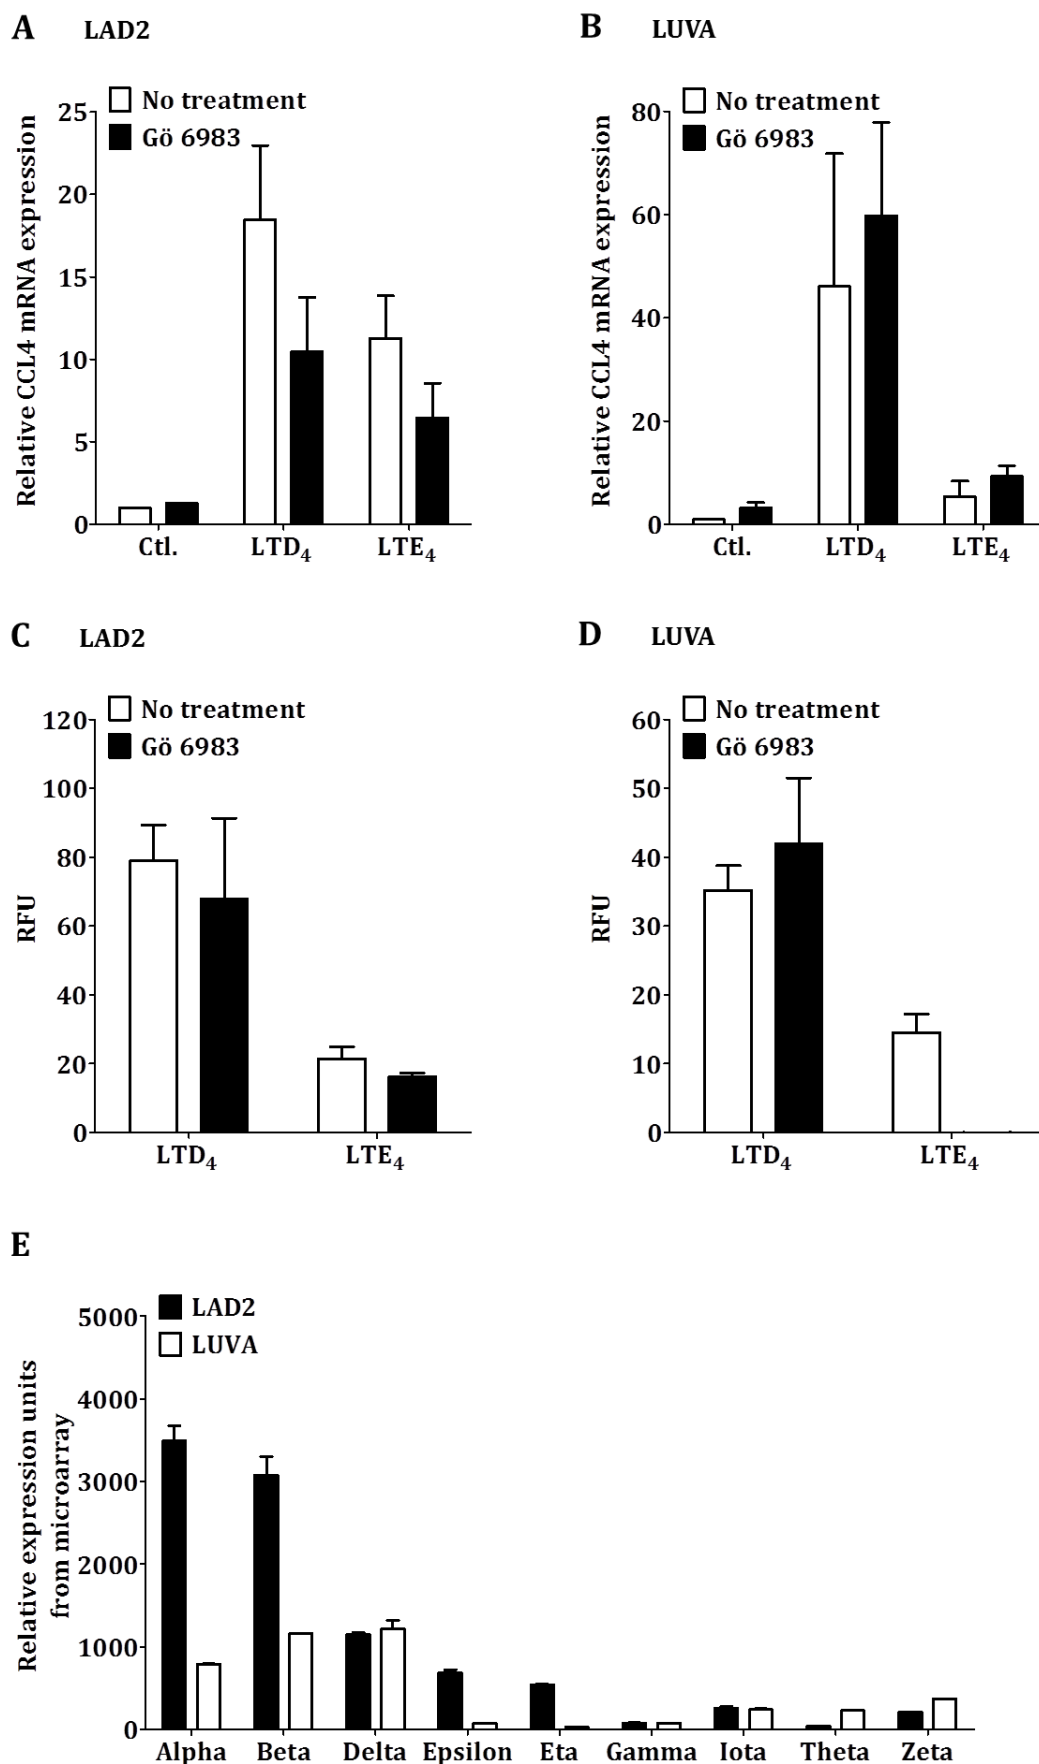 A LAD2
No treatment
Gö 6983
Relative CCL4 mRNA expression
25
20
15
10
5
0
Ctl. LTD4 LTE4
B LUVA
No treatment
Gö 6983
Relative CCL4 mRNA expression
80
60
40
20
0
Ctl. LTD4 LTE4
C LAD2
No treatment
Gö 6983
RFU
120
100
80
60
40
20
0
LTD4 LTE4
D LUVA
No treatment
Gö 6983
RFU
60
50
40
30
20
10
0
LTD4 LTE4
E
LAD2
LUVA
Relative expression units
from microarray
5000
4000
3000
2000
1000
0
Alpha Beta Delta Epsilon Eta Gamma Iota Theta Zeta